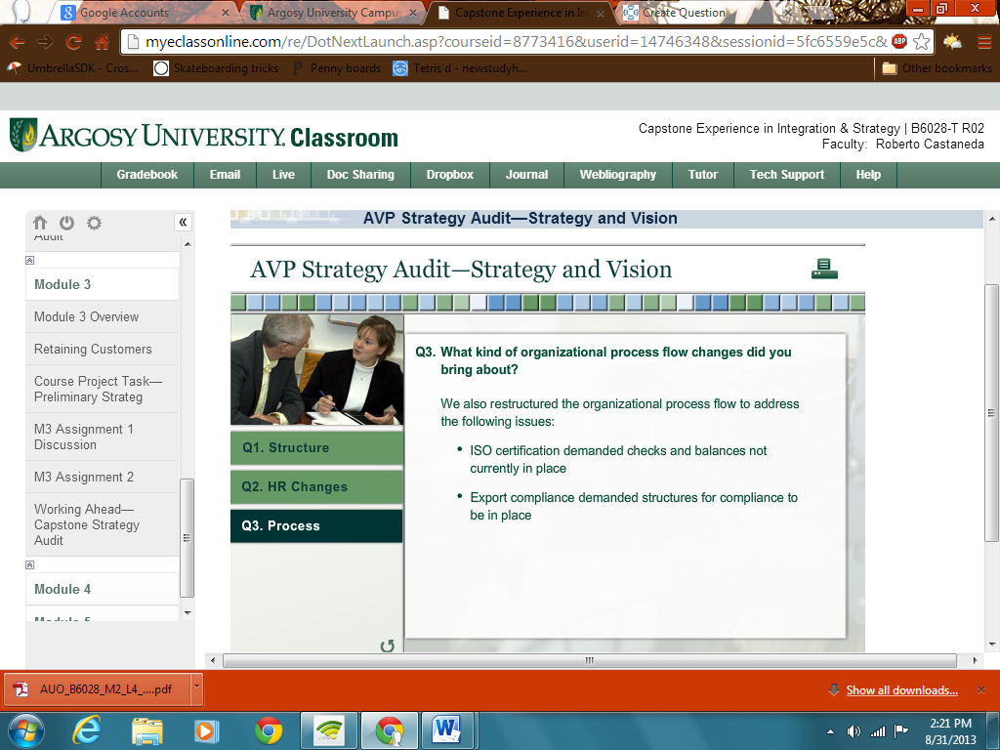 Google Accounts
Argosy University Campu
Capstone Experience in In
Create Question
myeclassonline.com/re/DotNextLaunch.asp?courseid=8773416&userid=14746348&sessionid=5fc6559e5c&
ABP
UmbrellaSDK - Cros...
Skateboarding tricks
Penny boards
Tetris'd - newstudyh...
Other bookmarks
ARGOSY UNIVERSITY. Classroom
Capstone Experience in Integration & Strategy | B6028-T R02
Faculty: Roberto Castaneda
Gradebook
Email
Live
Doc Sharing
Dropbox
Journal
Webliography
Tutor
Tech Support
Help
Audit
Module 3
Module 3 Overview
Retaining Customers
Course Project Task—
Preliminary Strateg
M3 Assignment 1
Discussion
M3 Assignment 2
Working Ahead—
Capstone Strategy
Audit
Module 4
Module 5
AVP Strategy Audit—Strategy and Vision
AVP Strategy Audit—Strategy and Vision
Q1. Structure
Q2. HR Changes
Q3. Process
Q3. What kind of organizational process flow changes did you
bring about?
We also restructured the organizational process flow to address
the following issues:
• ISO certification demanded checks and balances not
currently in place
• Export compliance demanded structures for compliance to
be in place
AUO_B6028_M2_L4_....pdf
Show all downloads...
2:21 PM
8/31/2013